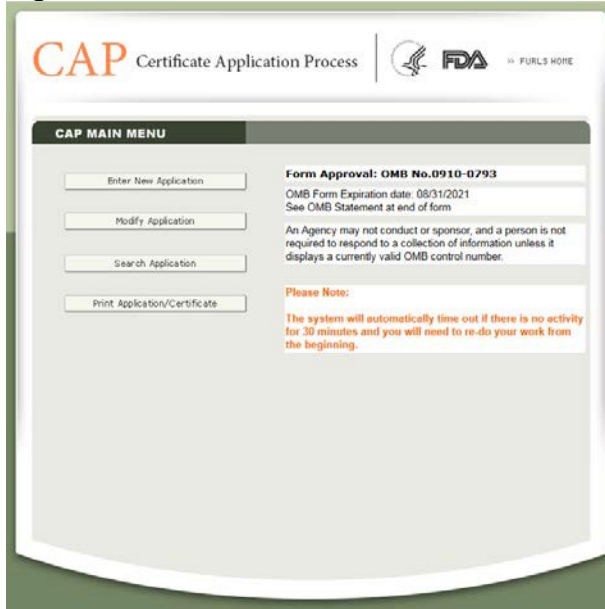 CAP Certificate Application Process
FDA
» FURLS HOME
CAP MAIN MENU
Enter New Application
Modify Application
Search Application
Print Application/Certificate
Form Approval: OMB No.0910-0793
OMB Form Expiration date: 08/31/2021
See OMB Statement at end of form
An Agency may not conduct or sponsor, and a person is not
required to respond to a collection of information unless it
displays a currently valid OMB control number.
Please Note:
The system will automatically time out if there is no activity
for 30 minutes and you will need to re-do your work from
the beginning.